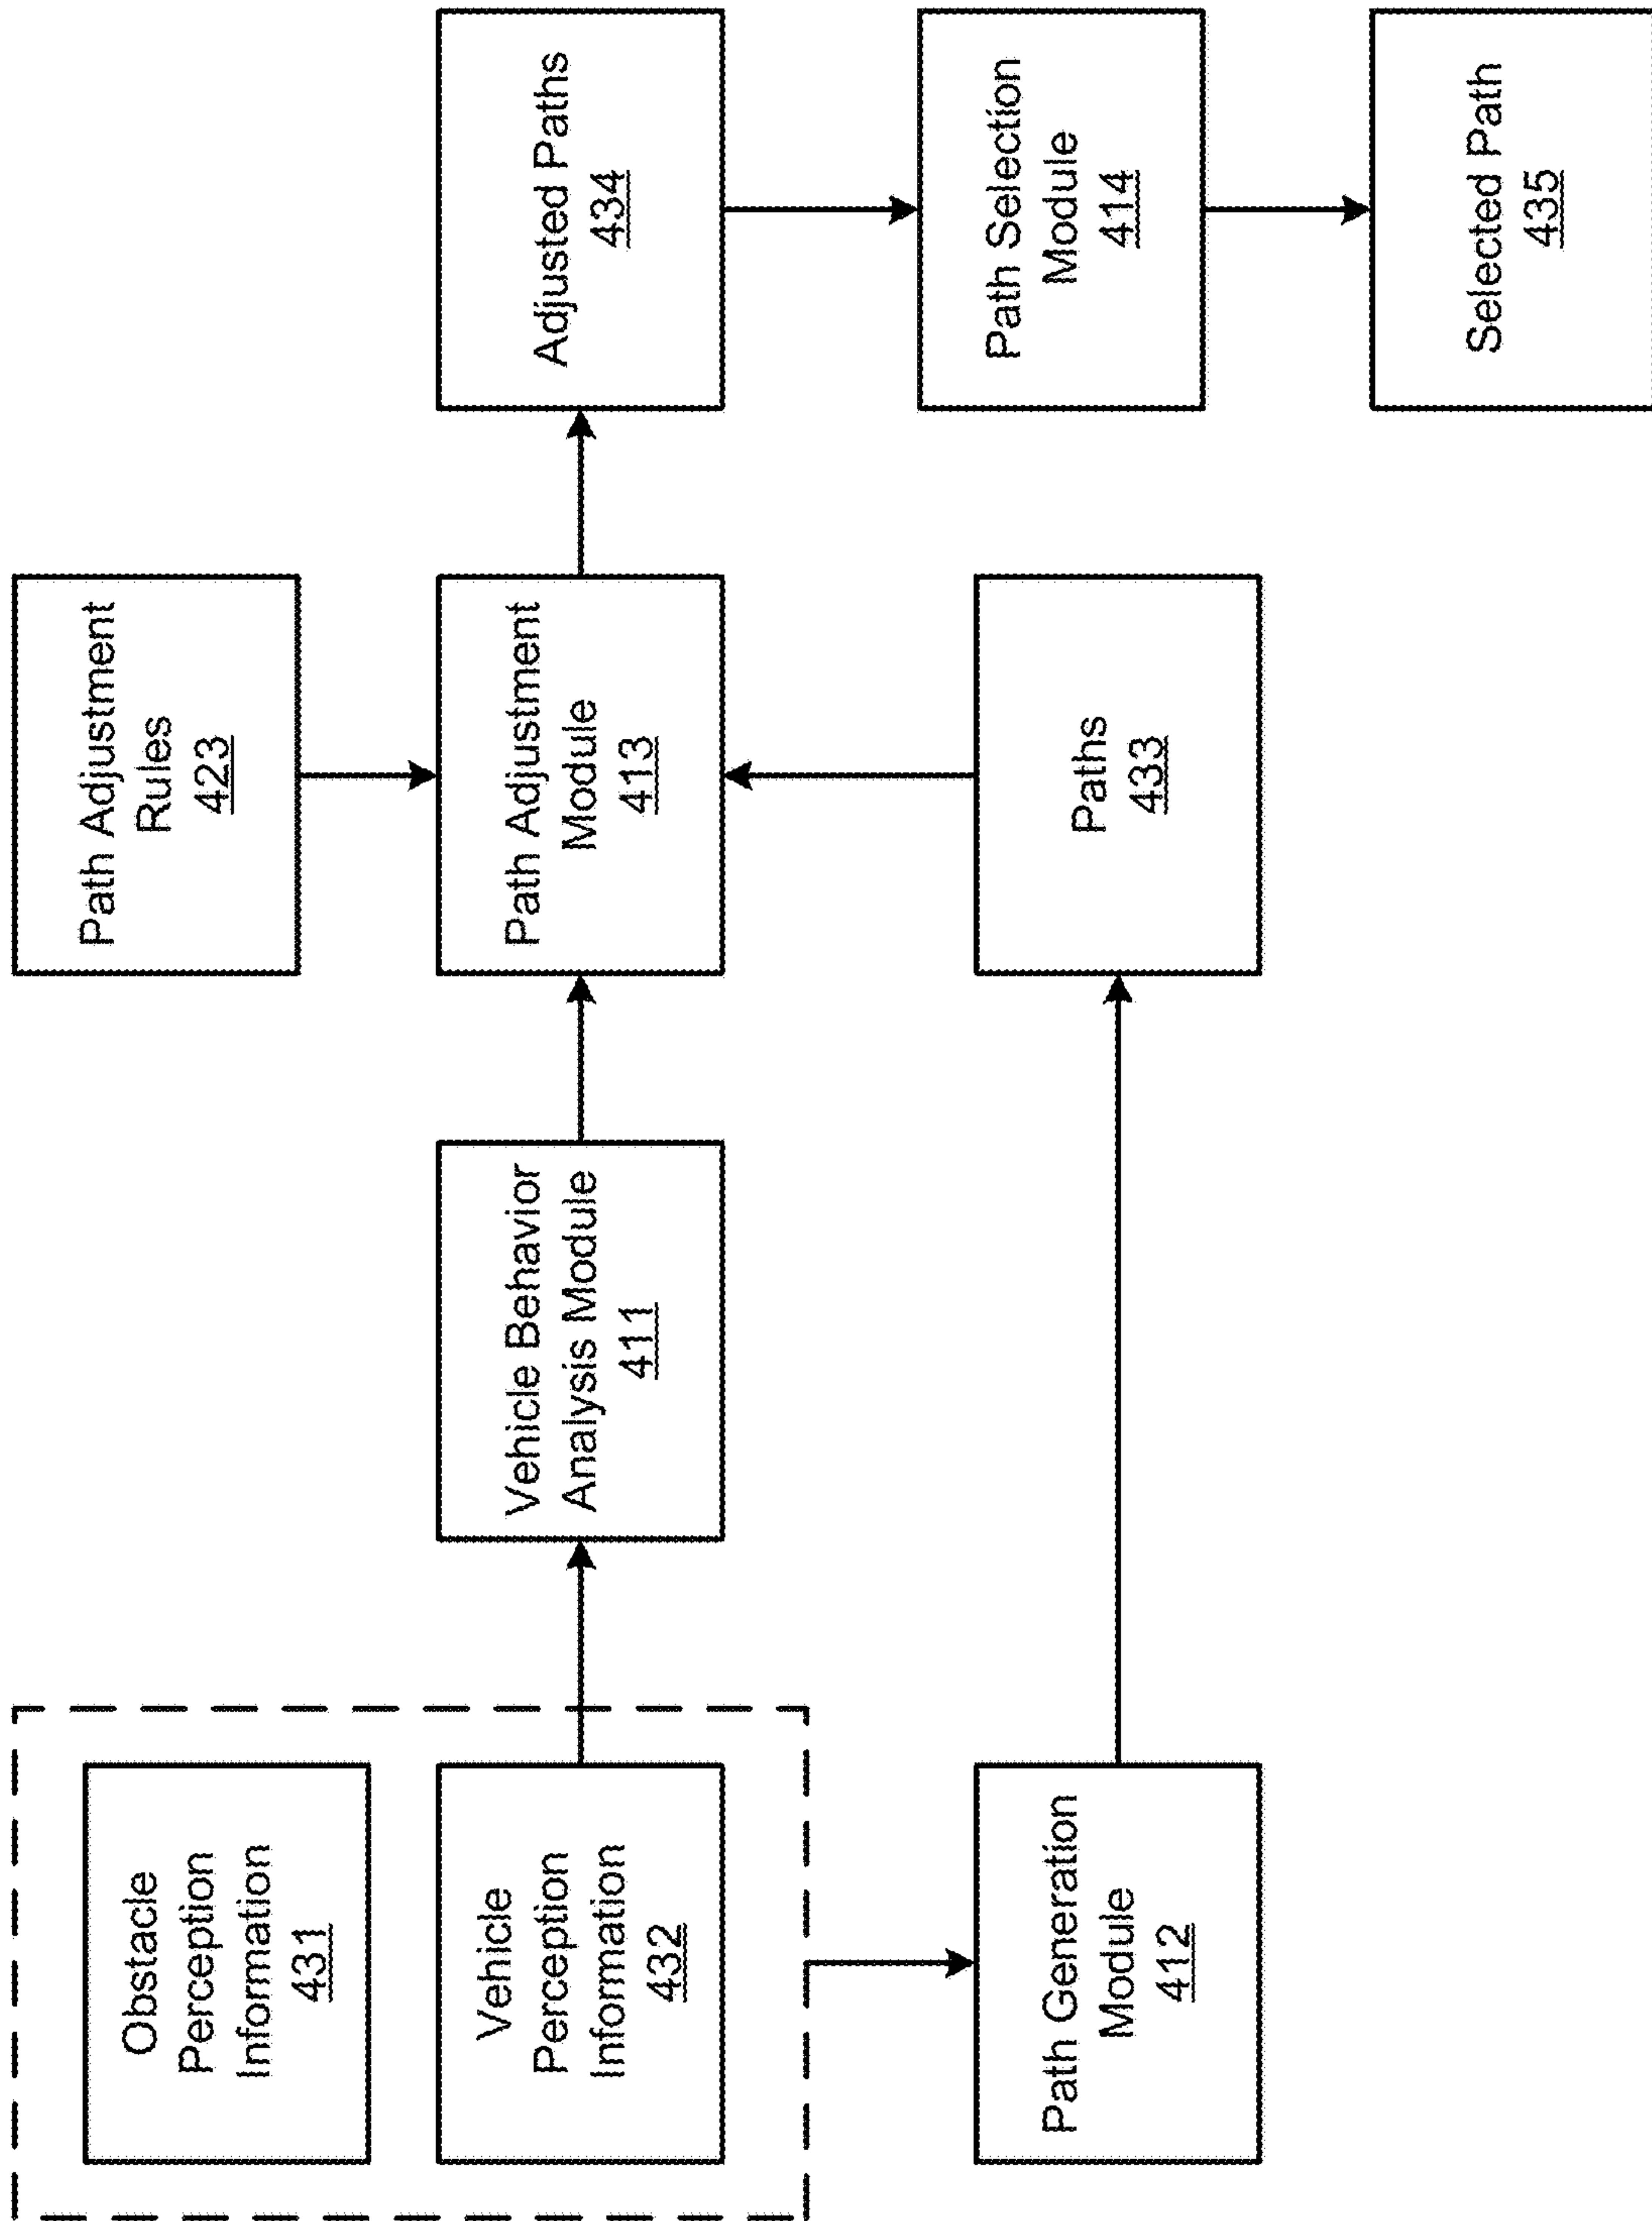 Obstacle
Perception
Information
431
Vehicle
Perception
Information
432
Path Generation
Module
412
Vehicle Behavior
Analysis Module
411
Path Adjustment
Rules
423
Path Adjustment
Module
413
Paths
433
Adjusted Paths
434
Path Selection
Module
414
Selected Path
435